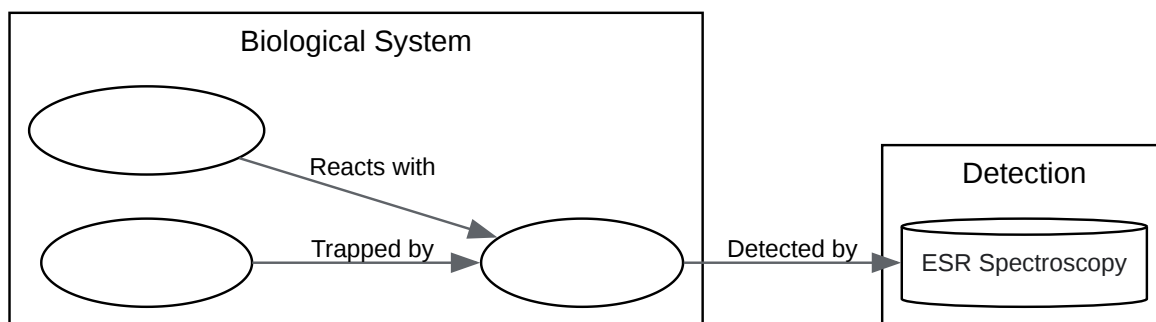 Biological System
Reacts with
Trapped by
Detected by
Detection
ESR Spectroscopy